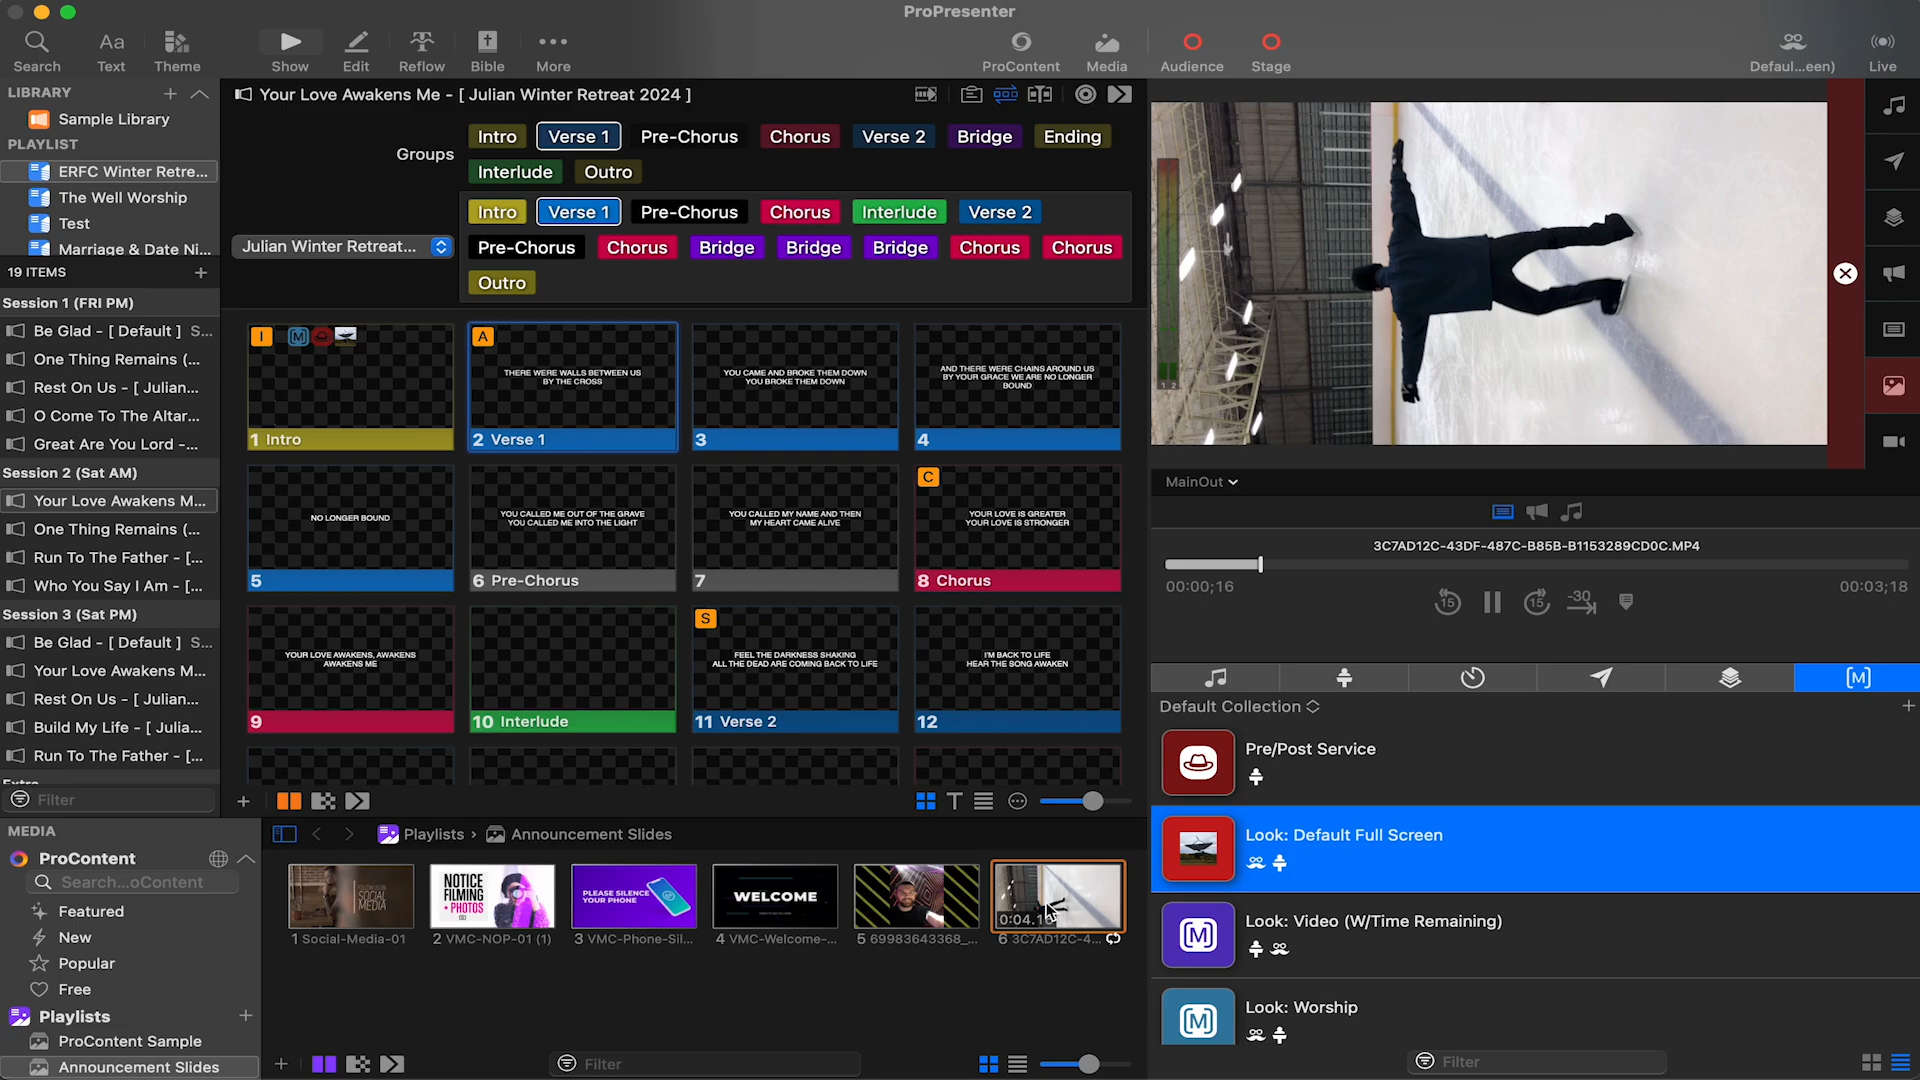 ProPresenter
Search
Text
Theme
Show
Edit
Reflow
Bible
More
ProContent
Media
Audience
Stage
Defaul...een)
Live
LIBRARY
Sample Library
PLAYLIST
ERFC Winter Retre...
The Well Worship
Test
Marriage & Date Ni...
19 ITEMS
Session 1 (FRI PM)
Be Glad - [ Default ] S...
One Thing Remains (...
Rest On Us - [ Julian...
O Come To The Altar...
Great Are You Lord -...
Session 2 (Sat AM)
Your Love Awakens M...
One Thing Remains (...
Run To The Father - [...
Who You Say I Am - [...
Session 3 (Sat PM)
Be Glad - [ Default ] S...
Your Love Awakens M...
Rest On Us - [ Julian...
Build My Life - [ Julia...
Run To The Father - [...
Extra
Filter
Your Love Awakens Me - [ Julian Winter Retreat 2024 ]
Groups
Intro Verse 1 Pre-Chorus Chorus Verse 2 Bridge Ending
Interlude Outro
Julian Winter Retreat...
Intro Verse 1 Pre-Chorus Chorus Interlude Verse 2
Pre-Chorus Chorus Bridge Bridge Bridge Chorus Chorus
Outro
I
M
1 Intro
A
THERE WERE WALLS BETWEEN US
BY THE CROSS
2 Verse 1
YOU CAME AND BROKE THEM DOWN
YOU BROKE THEM DOWN
3
AND THERE WERE CHAINS AROUND US
BY YOUR GRACE WE ARE NO LONGER
BOUND
4
NO LONGER BOUND
5
YOU CALLED ME OUT OF THE GRAVE
YOU CALLED ME INTO THE LIGHT
6 Pre-Chorus
YOU CALLED MY NAME AND THEN
MY HEART CAME ALIVE
7
C
YOUR LOVE IS GREATER
YOUR LOVE IS STRONGER
8 Chorus
YOUR LOVE AWAKENS, AWAKENS
AWAKENS ME
9
10 Interlude
S
FEEL THE DARKNESS SHAKING
ALL THE DEAD ARE COMING BACK TO LIFE
11 Verse 2
I'M BACK TO LIFE
HEAR THE SONG AWAKEN
12
MEDIA
ProContent
Search...oContent
Featured
New
Popular
Free
Playlists
ProContent Sample
Announcement Slides
Playlists › Announcement Slides
FOLLOW US ON
SOCIAL
MEDIA
1 Social-Media-01
NOTICE
FILMING
+ PHOTOS
2 VMC-NOP-01 (1)
PLEASE SILENCE
YOUR PHONE
3 VMC-Phone-Sil...
WELCOME
4 VMC-Welcome-...
5 69983643368_...
6 3C7AD12C-4...
Filter
1 2
MainOut
3C7AD12C-43DF-487C-B85B-B1153289CD0C.MP4
00:00;16
00:03;18
15
15
-30
[M]
Default Collection
Pre/Post Service
Look: Default Full Screen
[M]
Look: Video (W/Time Remaining)
[M]
Look: Worship
Filter